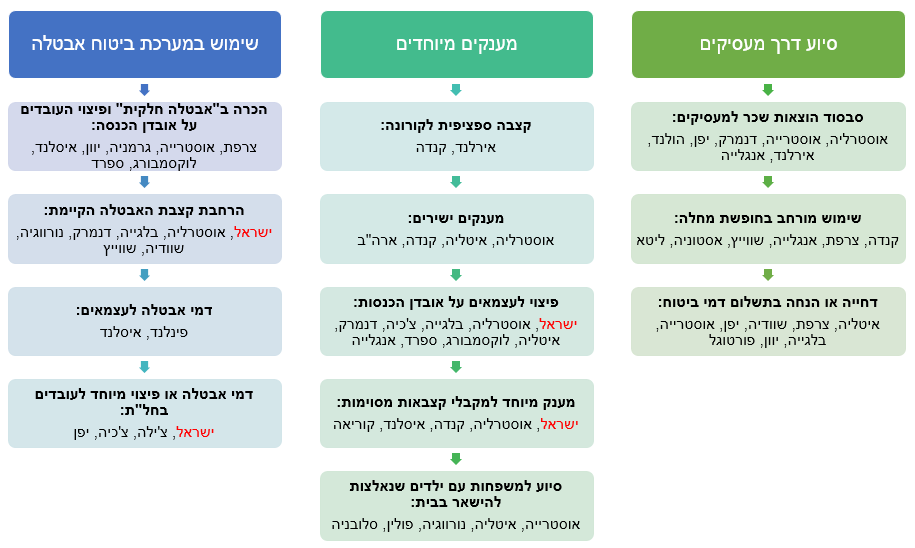 סיוע דרך מעסיקים
סבסוד הוצאות שכר למעסיקים:
אוסטרליה, אוסטרייה, דנמרק, יפן, הולנד,
אירלנד, אנגלייה
שימוש מורחב בחופשת מחלה:
קנדה, צרפת, אנגלייה, שווייץ, אסטוניה, ליטא
דחייה או הנחה בתשלום דמי ביטוח:
איטליה, צרפת, שוודיה, יפן, אוסטרייה,
בלגייה, יוון, פורטוגל
מענקים מיוחדים
קצבה ספציפית לקורונה:
אירלנד, קנדה
מענקים ישירים:
אוסטרליה, איטליה, קנדה, ארה"ב
פיצוי לעצמאים על אובדן הכנסות:
ישראל, אוסטרליה, בלגייה, צ'כיה, דנמרק,
איטליה, לוקסמבורג, ספרד, אנגלייה
מענק מיוחד למקבלי קצבאות מסוימות:
ישראל, אוסטרליה, קנדה, איסלנד, קוריאה
סיוע למשפחות עם ילדים שנאלצות
להישאר בבית:
אוסטרייה, איטליה, נורווגיה, פולין, סלובניה
שימוש במערכת ביטוח אבטלה
הכרה ב"אבטלה חלקית" ופיצוי העובדים
על אובדן הכנסה:
צרפת, אוסטרייה, גרמניה, יוון, איסלנד,
לוקסמבורג, ספרד
הרחבת קצבת האבטלה הקיימת:
ישראל, אוסטרליה, בלגייה, דנמרק, נורווגיה,
שוודיה, שווייץ
דמי אבטלה לעצמאים:
פינלנד, איסלנד
דמי אבטלה או פיצוי מיוחד לעובדים
בחל"ת:
ישראל, צ'ילה, צ'כיה, יפן